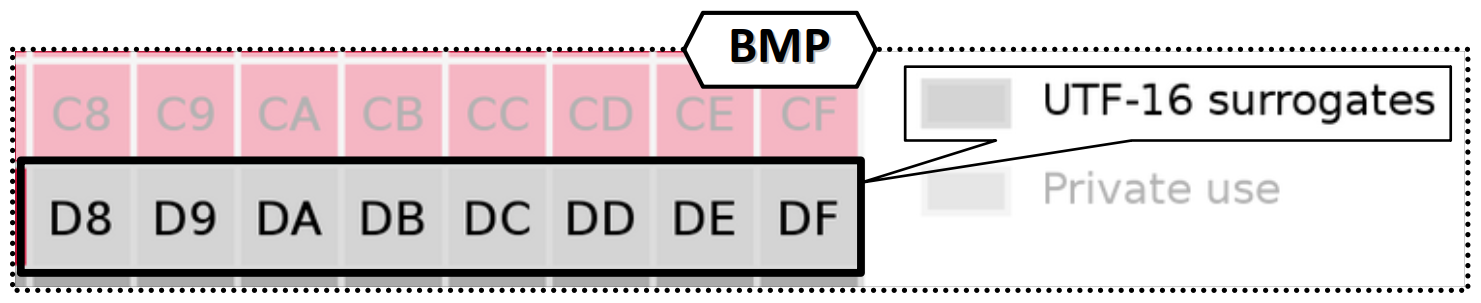 BMP
C8 C9 CA CB CC CD CE CF
UTF-16 surrogates
D8 D9 DA DB DC DD DE DF
Private use